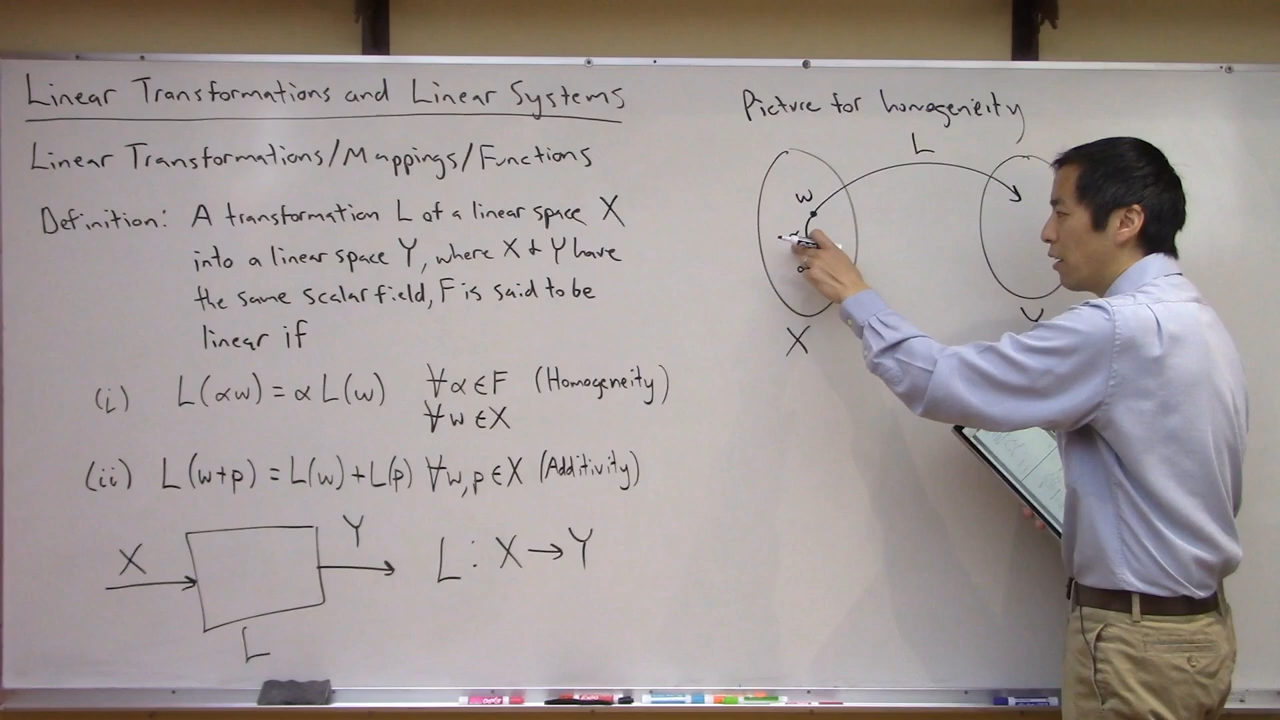 Linear Transformations and Linear Systems
Linear Transformations/Mappings/Functions
Definition: A transformation L of a linear space X
into a linear space Y, where X & Y have
the same scalar field, F is said to be
linear if
(i) L(αw) = α L(w) ∀α∈F (Homogeneity)
∀w∈X
(ii) L(w+p) = L(w)+L(p) ∀w,p∈X (Additivity)
X Y L: X→Y
L
Picture for homogeneity
L
w
X